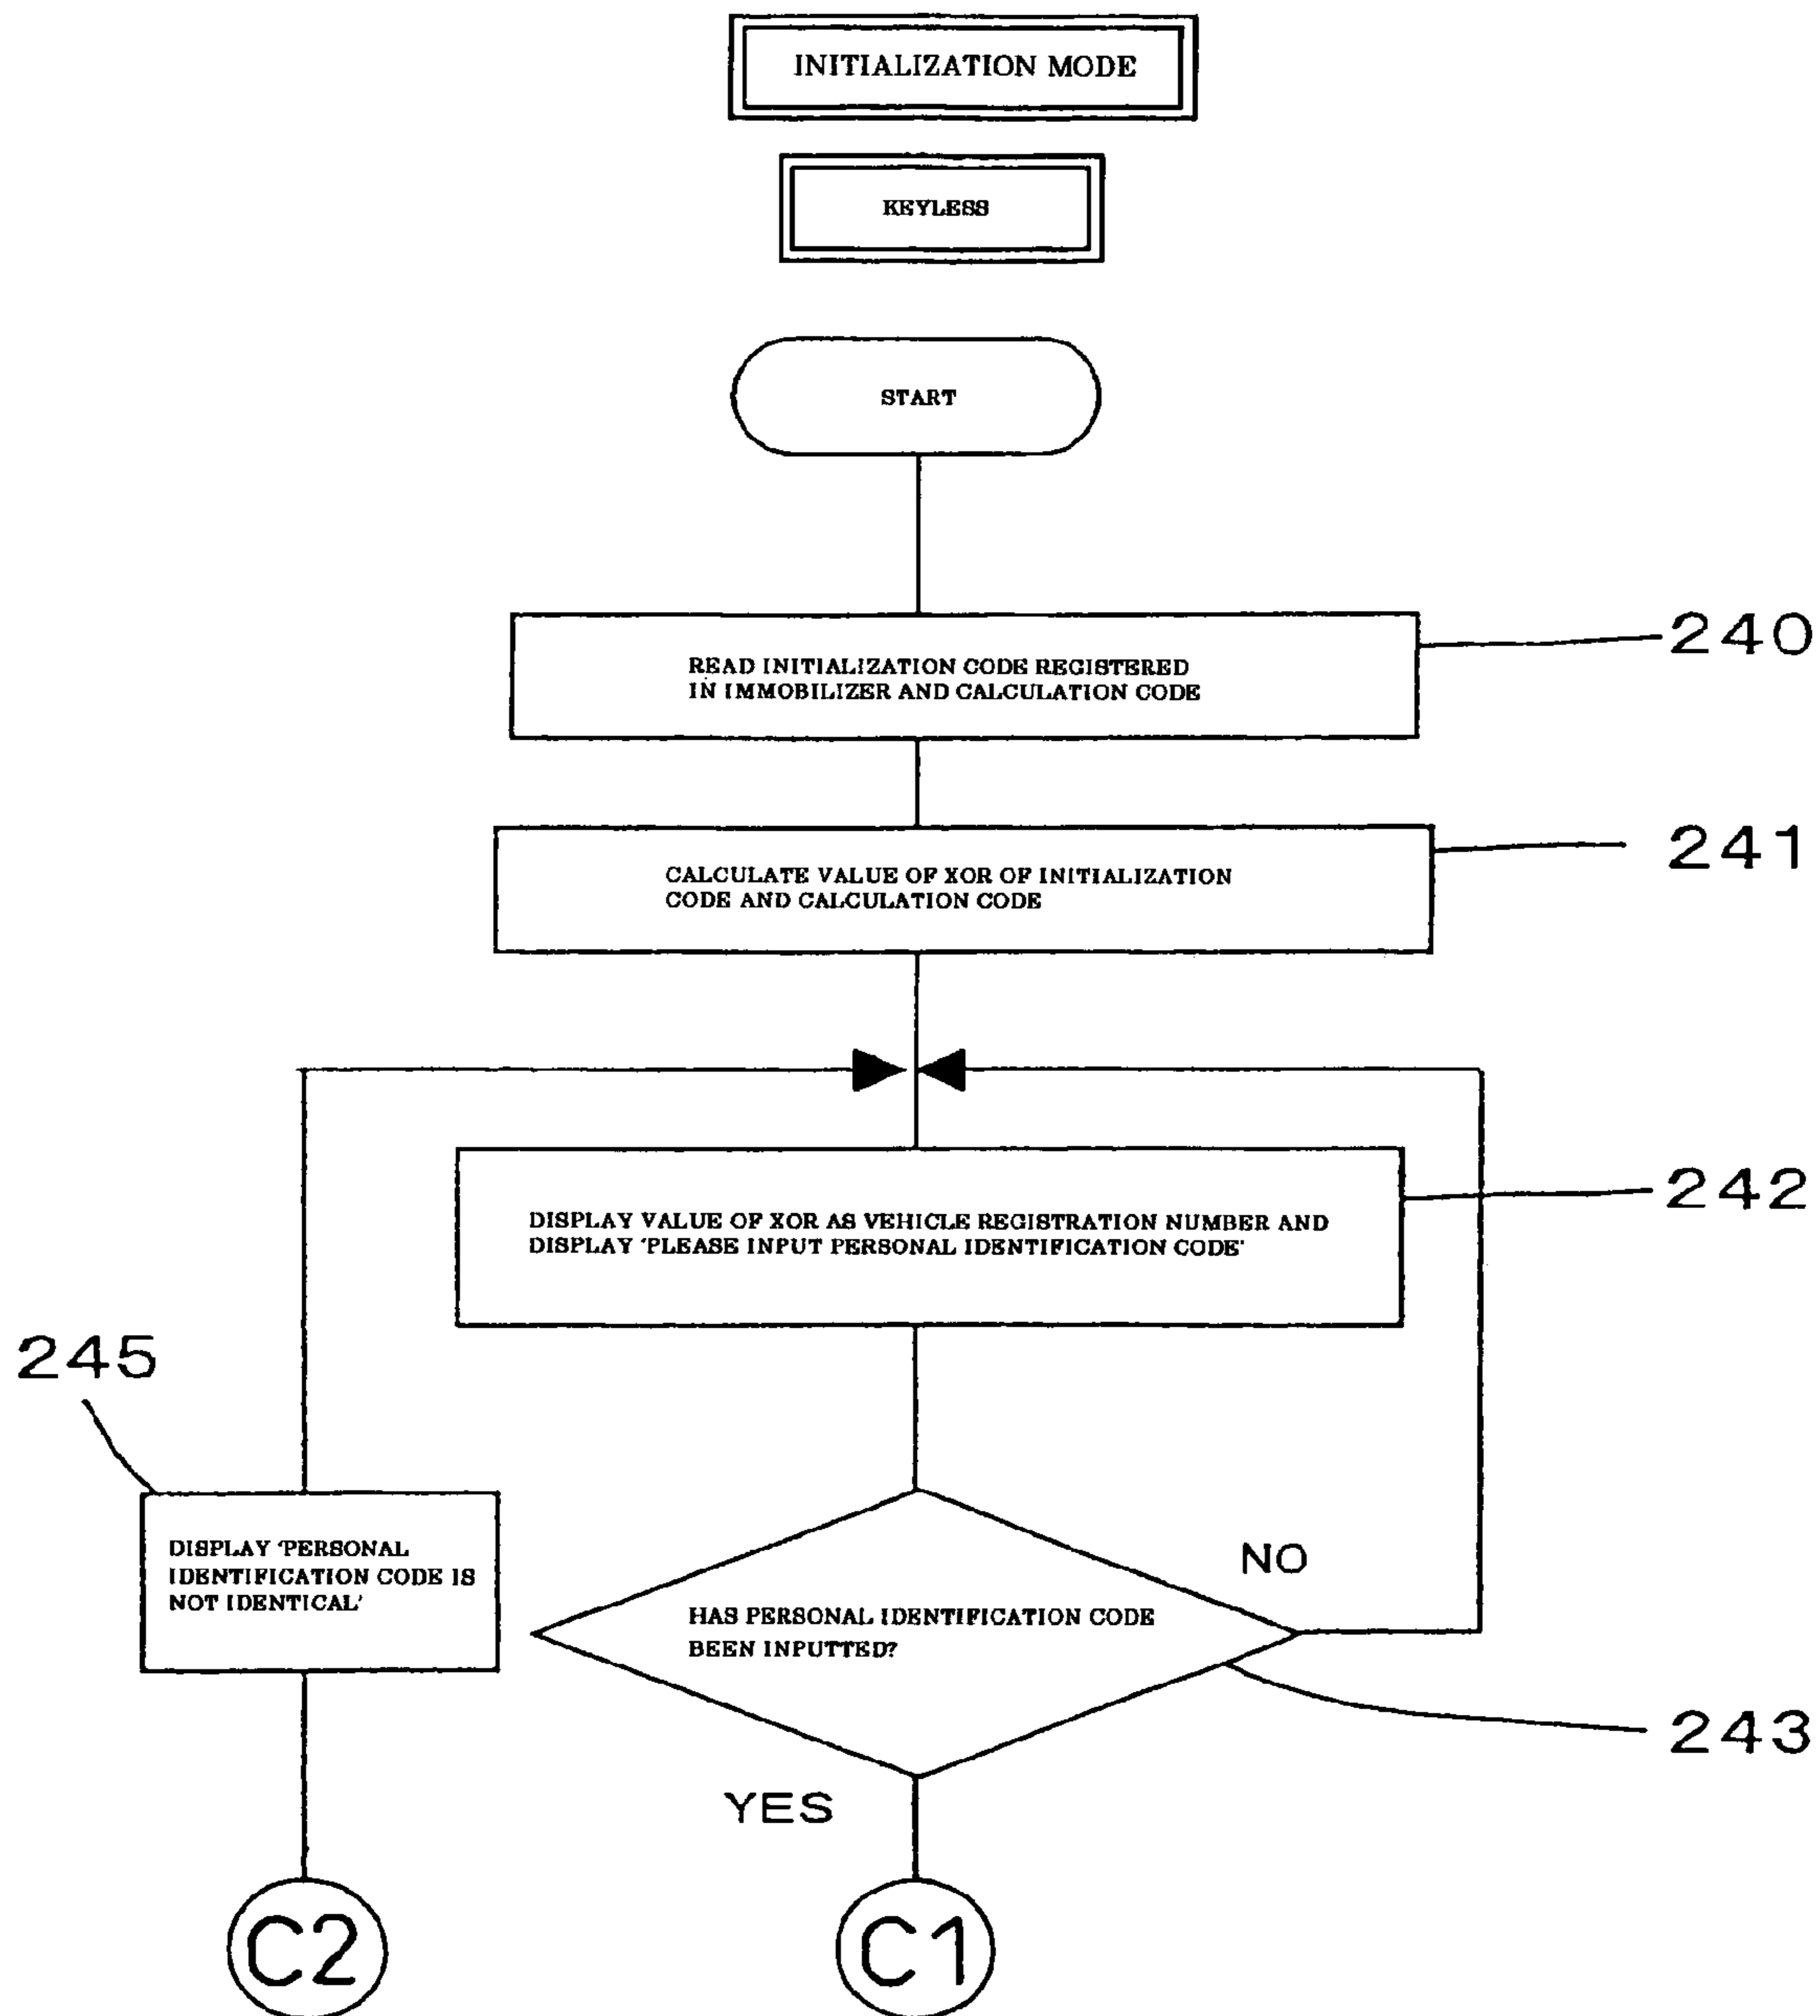 INITIALIZATION MODE
KEYLESS
START
READ INITIALIZATION CODE REGISTERED
IN IMMOBILIZER AND CALCULATION CODE
240
CALCULATE VALUE OF XOR OF INITIALIZATION
CODE AND CALCULATION CODE
241
DISPLAY VALUE OF XOR AS VEHICLE REGISTRATION NUMBER AND
DISPLAY 'PLEASE INPUT PERSONAL IDENTIFICATION CODE'
242
245
DISPLAY 'PERSONAL
IDENTIFICATION CODE IS
NOT IDENTICAL'
NO
HAS PERSONAL IDENTIFICATION CODE
BEEN INPUTTED?
243
YES
C2
C1